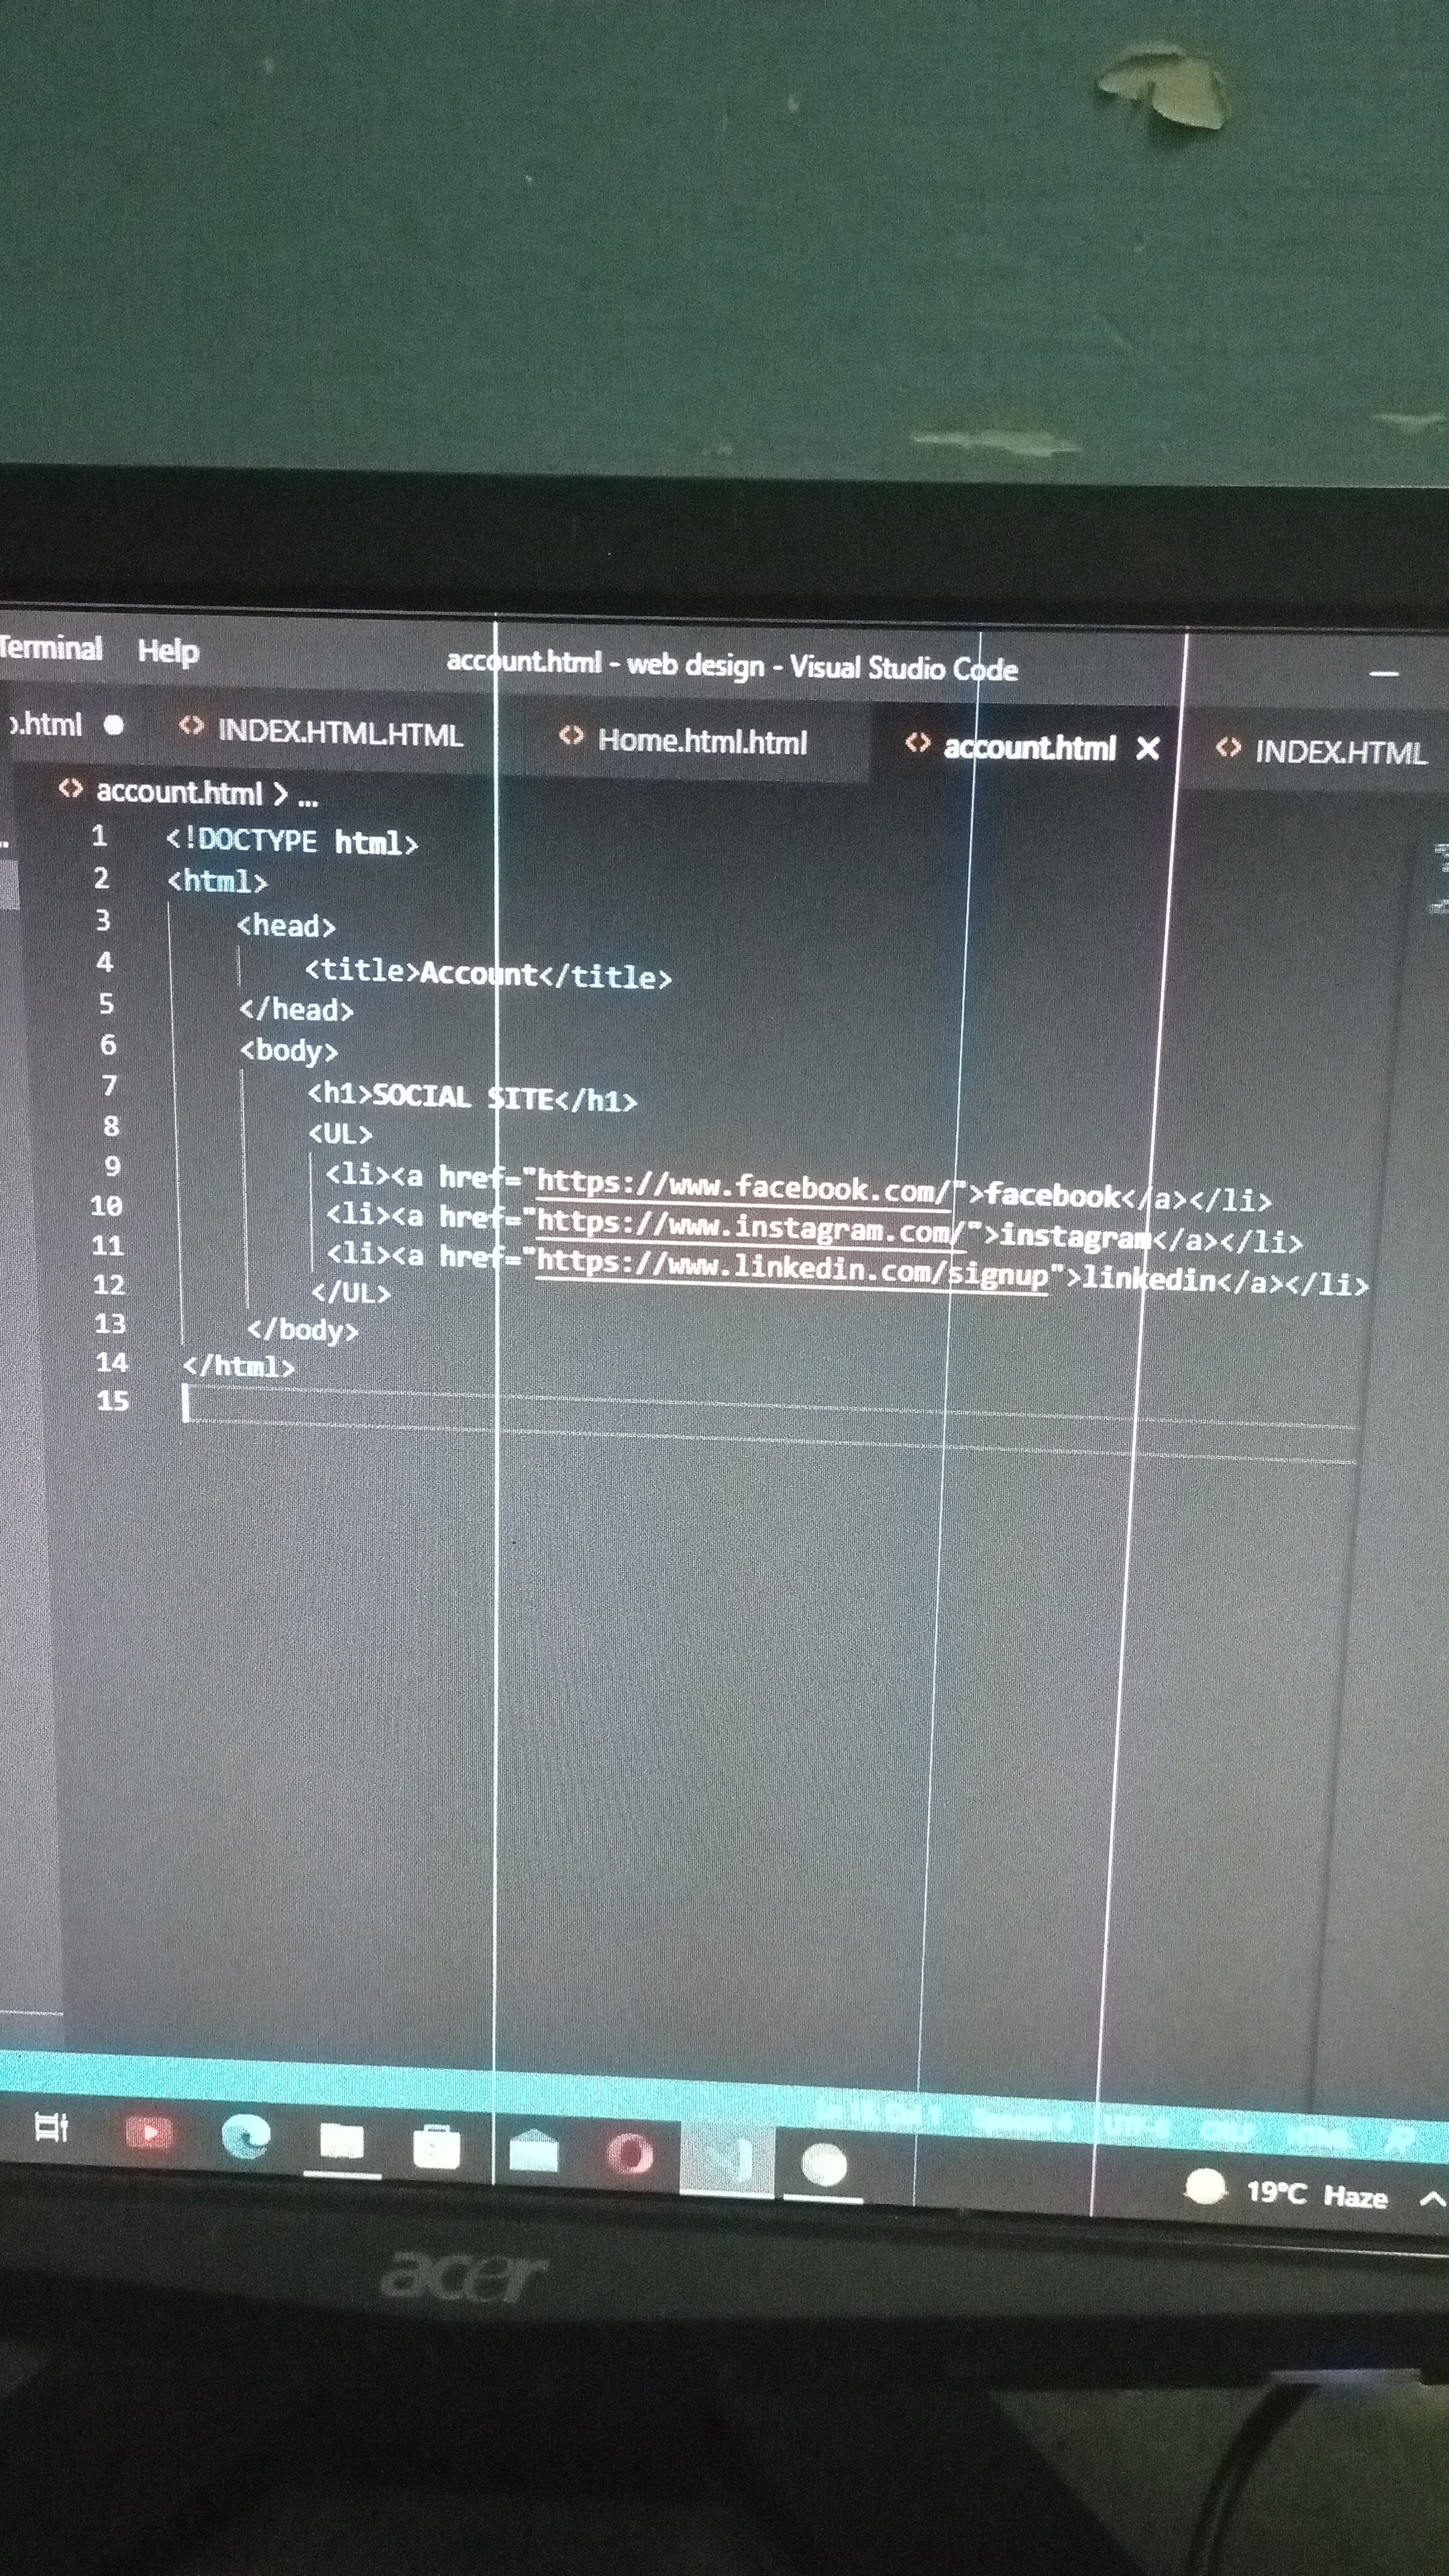 Terminal Help account.html - web design - Visual Studio Code
.html INDEX.HTML.HTML Home.html.html account.html INDEX.HTML
account.html > ...
1 <!DOCTYPE html>
2 <html>
3 <head>
4 <title>Account</title>
5 </head>
6 <body>
7 <h1>SOCIAL SITE</h1>
8 <UL>
9 <li><a href="https://www.facebook.com/">facebook</a></li>
10 <li><a href="https://www.instagram.com/">instagram</a></li>
11 <li><a href="https://www.linkedin.com/signup">linkedin</a></li>
12 </UL>
13 </body>
14 </html>
15
UTF-8 CRLF HTML
19°C Haze
acer